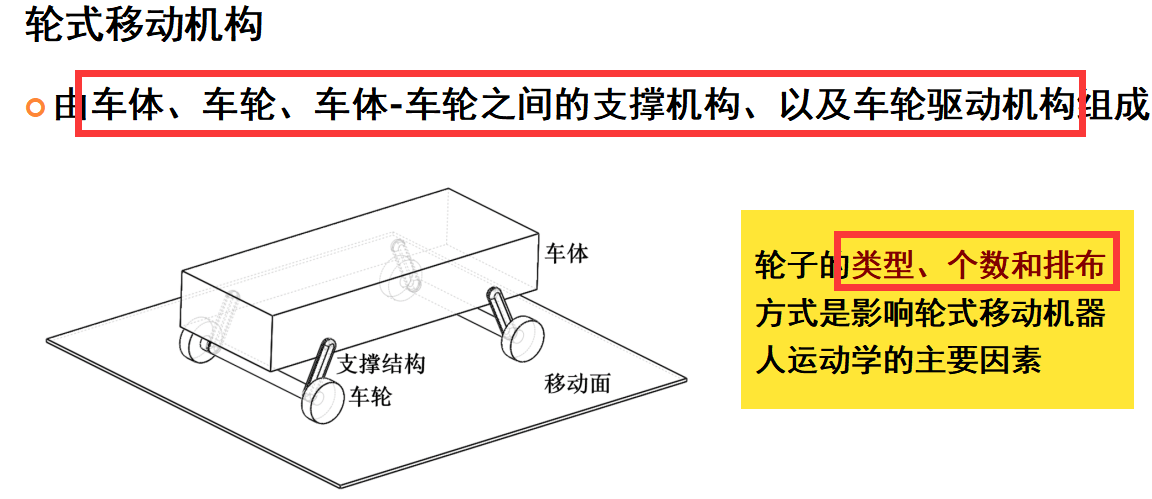 轮式移动机构
由车体、车轮、车体-车轮之间的支撑机构、以及车轮驱动机构组成
车体
支撑结构
车轮
移动面
轮子的类型、个数和排布
方式是影响轮式移动机器
人运动学的主要因素